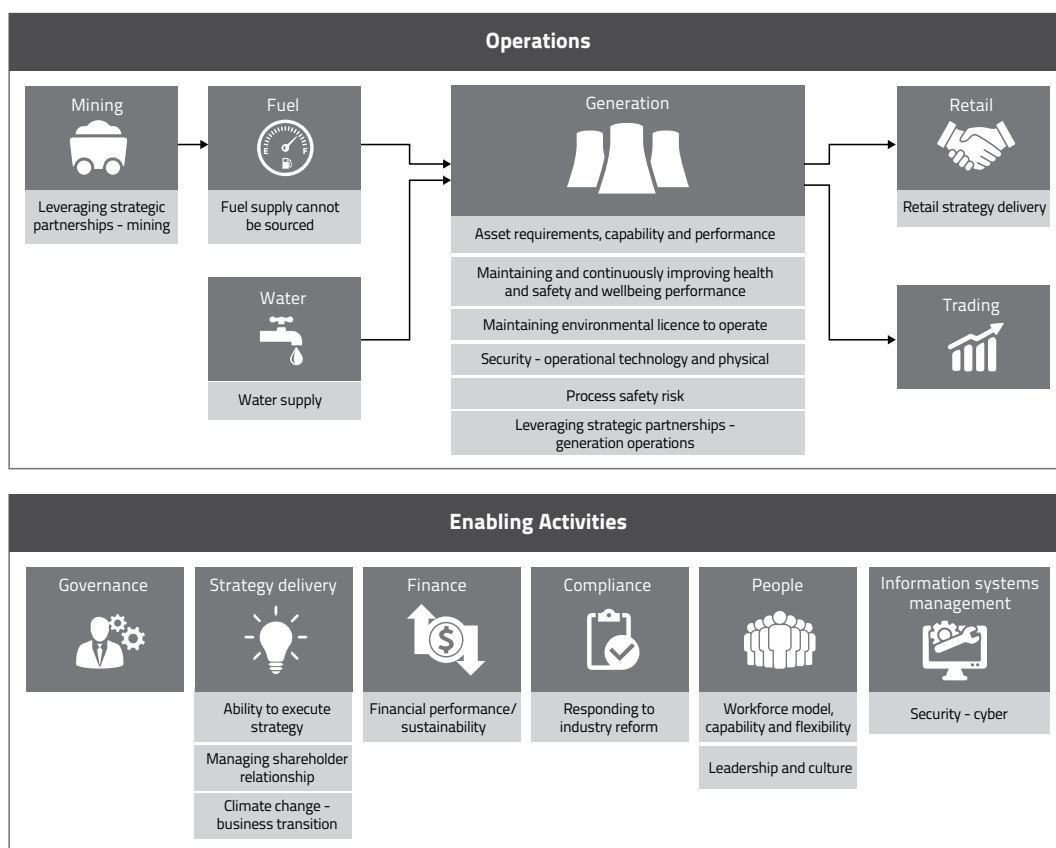 Operations
Mining
Leveraging strategic
partnerships - mining
Fuel
E
F
Fuel supply cannot
be sourced
Water
Water supply
Generation
Asset requirements, capability and performance
Maintaining and continuously improving health
and safety and wellbeing performance
Maintaining environmental licence to operate
Security - operational technology and physical
Process safety risk
Leveraging strategic partnerships -
generation operations
Retail
Retail strategy delivery
Trading
Enabling Activities
Governance
Strategy delivery
Ability to execute
strategy
Managing shareholder
relationship
Climate change -
business transition
Finance
$
Financial performance/
sustainability
Compliance
Responding to
industry reform
People
Workforce model,
capability and flexibility
Leadership and culture
Information systems
management
Security - cyber